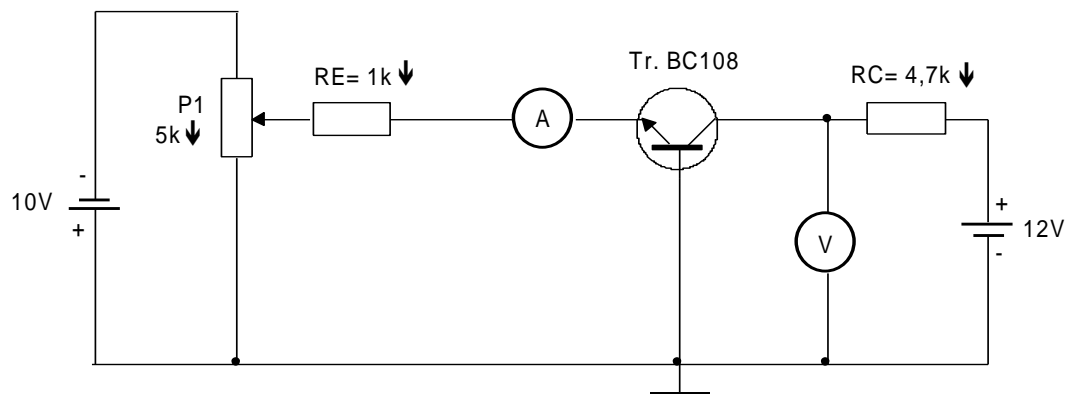 Tr. BC108
RE= 1k
RC= 4,7k
P1
5k
A
-
10V
+
+
12V
-
V